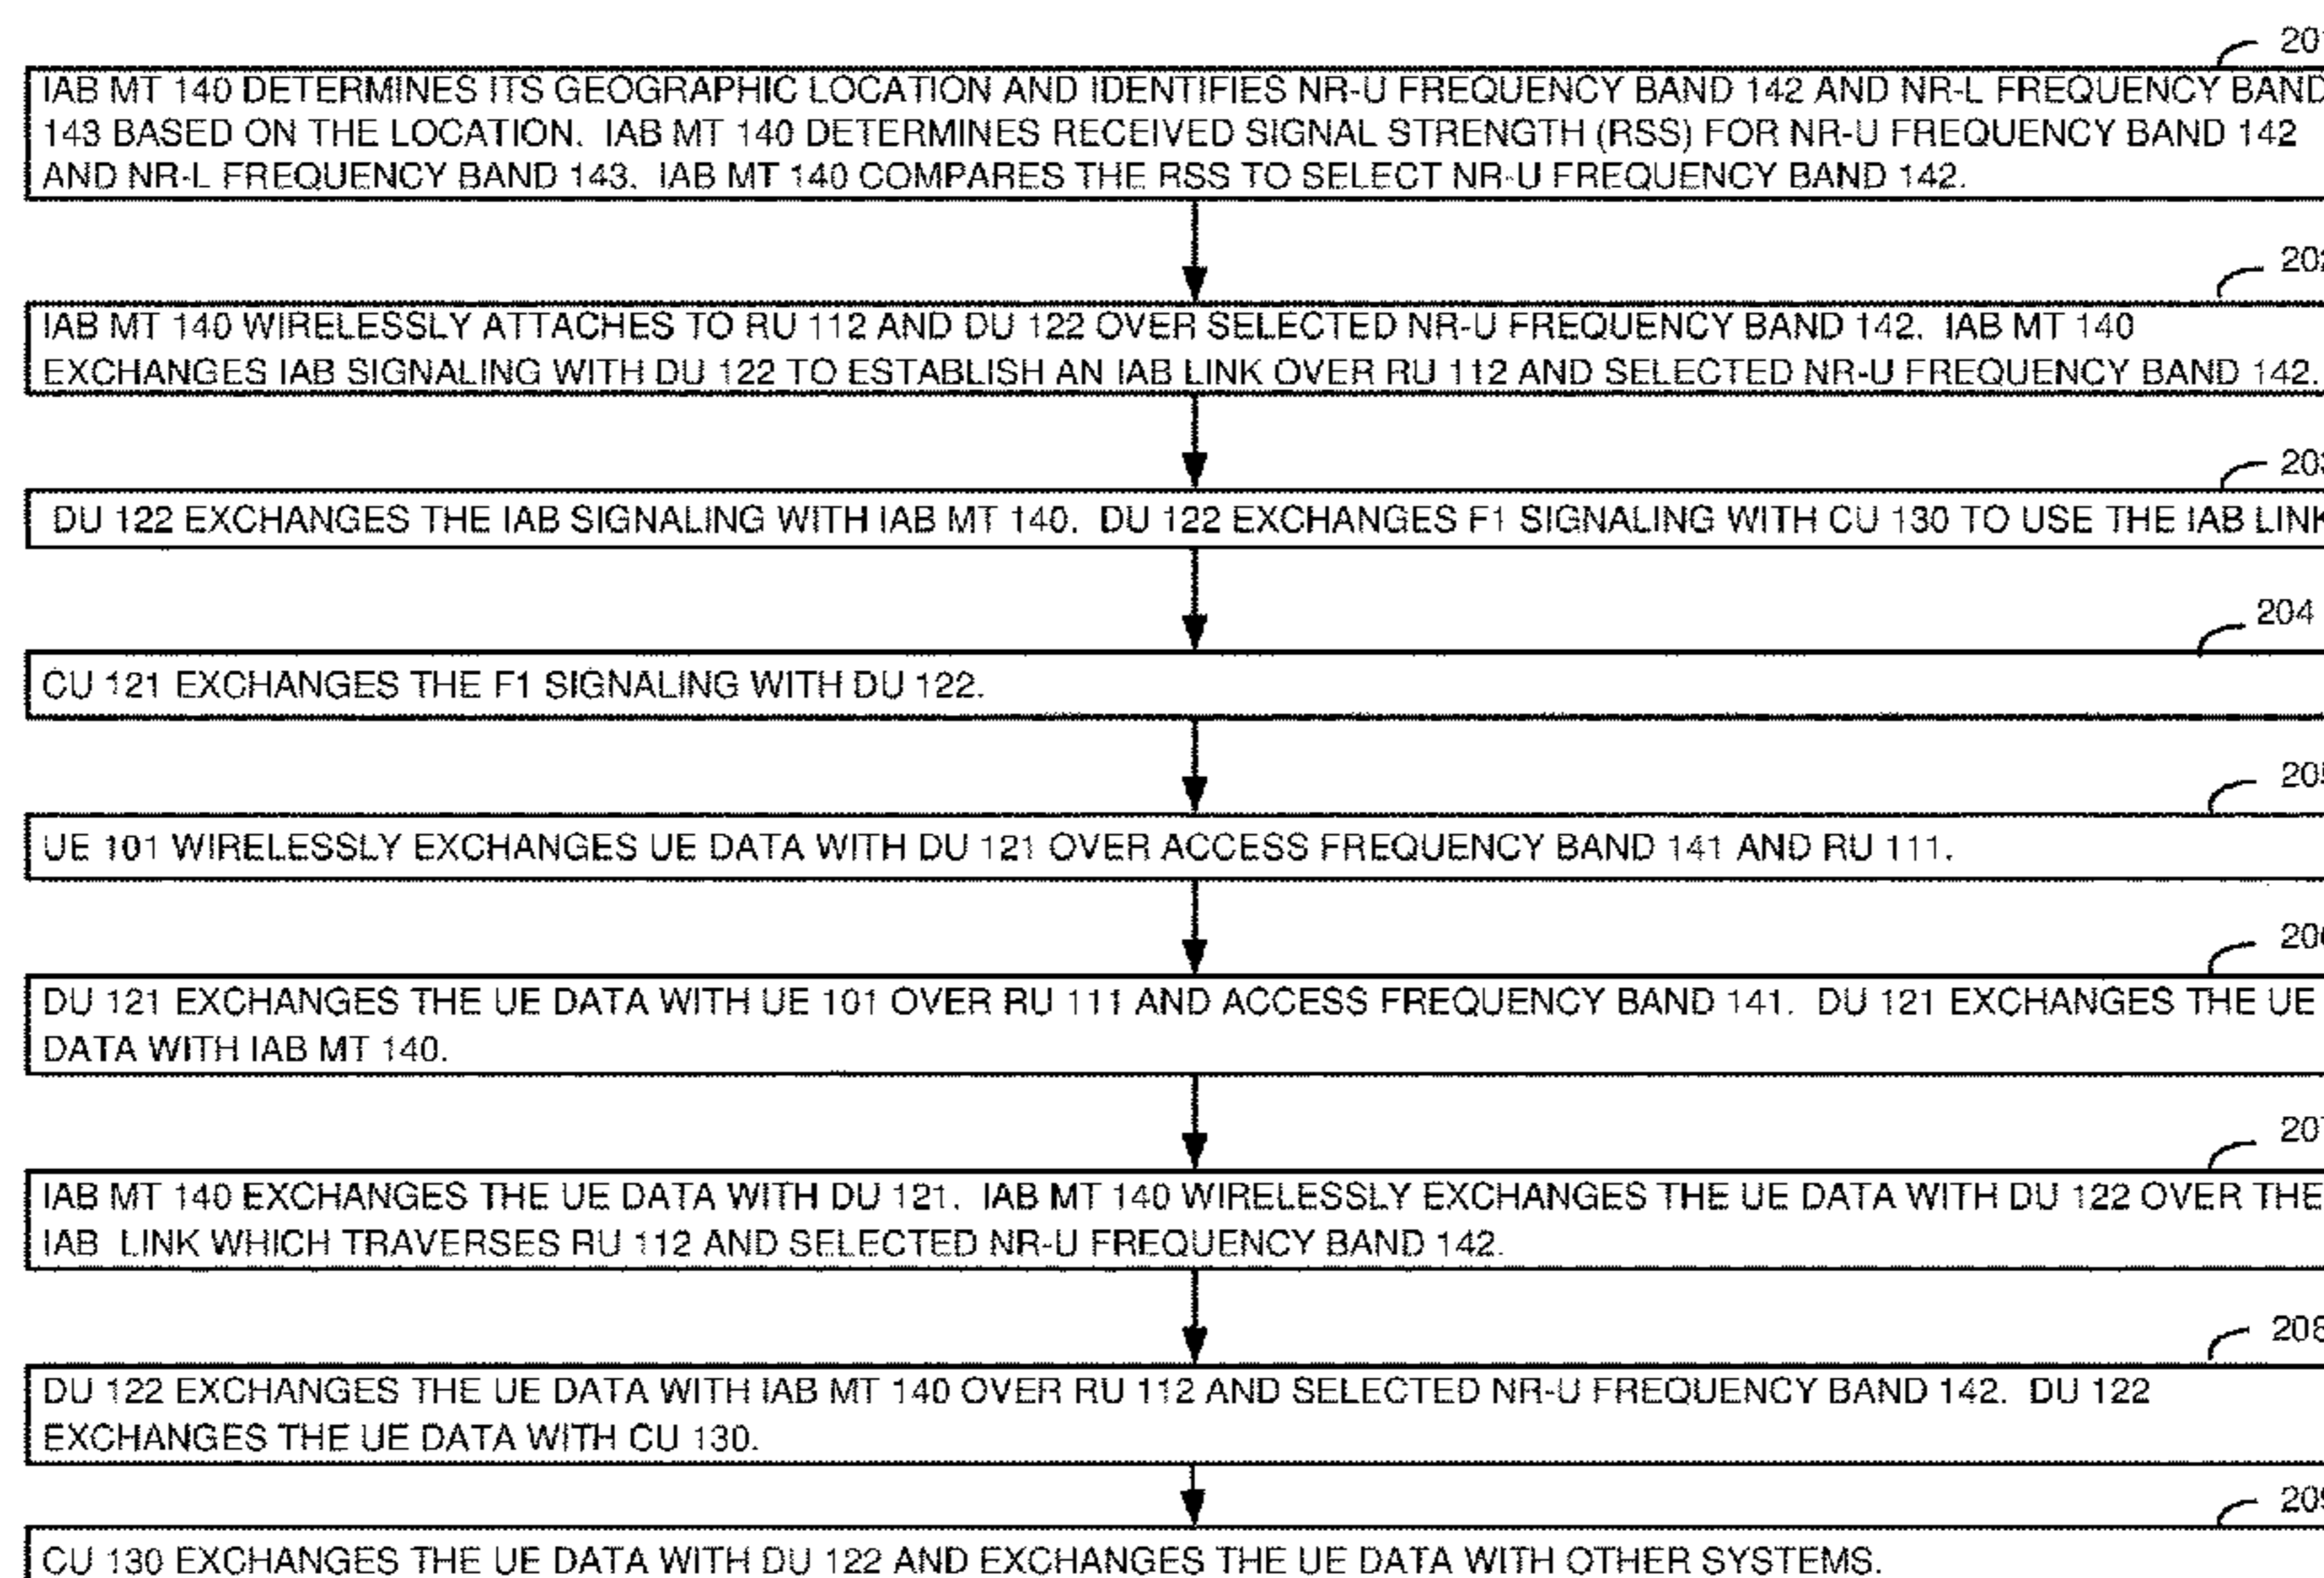 201
IAB MT 140 DETERMINES ITS GEOGRAPHIC LOCATION AND IDENTIFIES NR-U FREQUENCY BAND 142 AND NR-L FREQUENCY BAND
143 BASED ON THE LOCATION. IAB MT 140 DETERMINES RECEIVED SIGNAL STRENGTH (RSS) FOR NR-U FREQUENCY BAND 142
AND NR-L FREQUENCY BAND 143. IAB MT 140 COMPARES THE RSS TO SELECT NR-U FREQUENCY BAND 142.
202
IAB MT 140 WIRELESSLY ATTACHES TO RU 112 AND DU 122 OVER SELECTED NR-U FREQUENCY BAND 142. IAB MT 140
EXCHANGES IAB SIGNALING WITH DU 122 TO ESTABLISH AN IAB LINK OVER RU 112 AND SELECTED NR-U FREQUENCY BAND 142.
203
DU 122 EXCHANGES THE IAB SIGNALING WITH IAB MT 140. DU 122 EXCHANGES F1 SIGNALING WITH CU 130 TO USE THE IAB LINK
204
CU 121 EXCHANGES THE F1 SIGNALING WITH DU 122.
205
UE 101 WIRELESSLY EXCHANGES UE DATA WITH DU 121 OVER ACCESS FREQUENCY BAND 141 AND RU 111.
206
DU 121 EXCHANGES THE UE DATA WITH UE 101 OVER RU 111 AND ACCESS FREQUENCY BAND 141. DU 121 EXCHANGES THE UE
DATA WITH IAB MT 140.
207
IAB MT 140 EXCHANGES THE UE DATA WITH DU 121. IAB MT 140 WIRELESSLY EXCHANGES THE UE DATA WITH DU 122 OVER THE
IAB LINK WHICH TRAVERSES RU 112 AND SELECTED NR-U FREQUENCY BAND 142.
208
DU 122 EXCHANGES THE UE DATA WITH IAB MT 140 OVER RU 112 AND SELECTED NR-U FREQUENCY BAND 142. DU 122
EXCHANGES THE UE DATA WITH CU 130.
209
CU 130 EXCHANGES THE UE DATA WITH DU 122 AND EXCHANGES THE UE DATA WITH OTHER SYSTEMS.